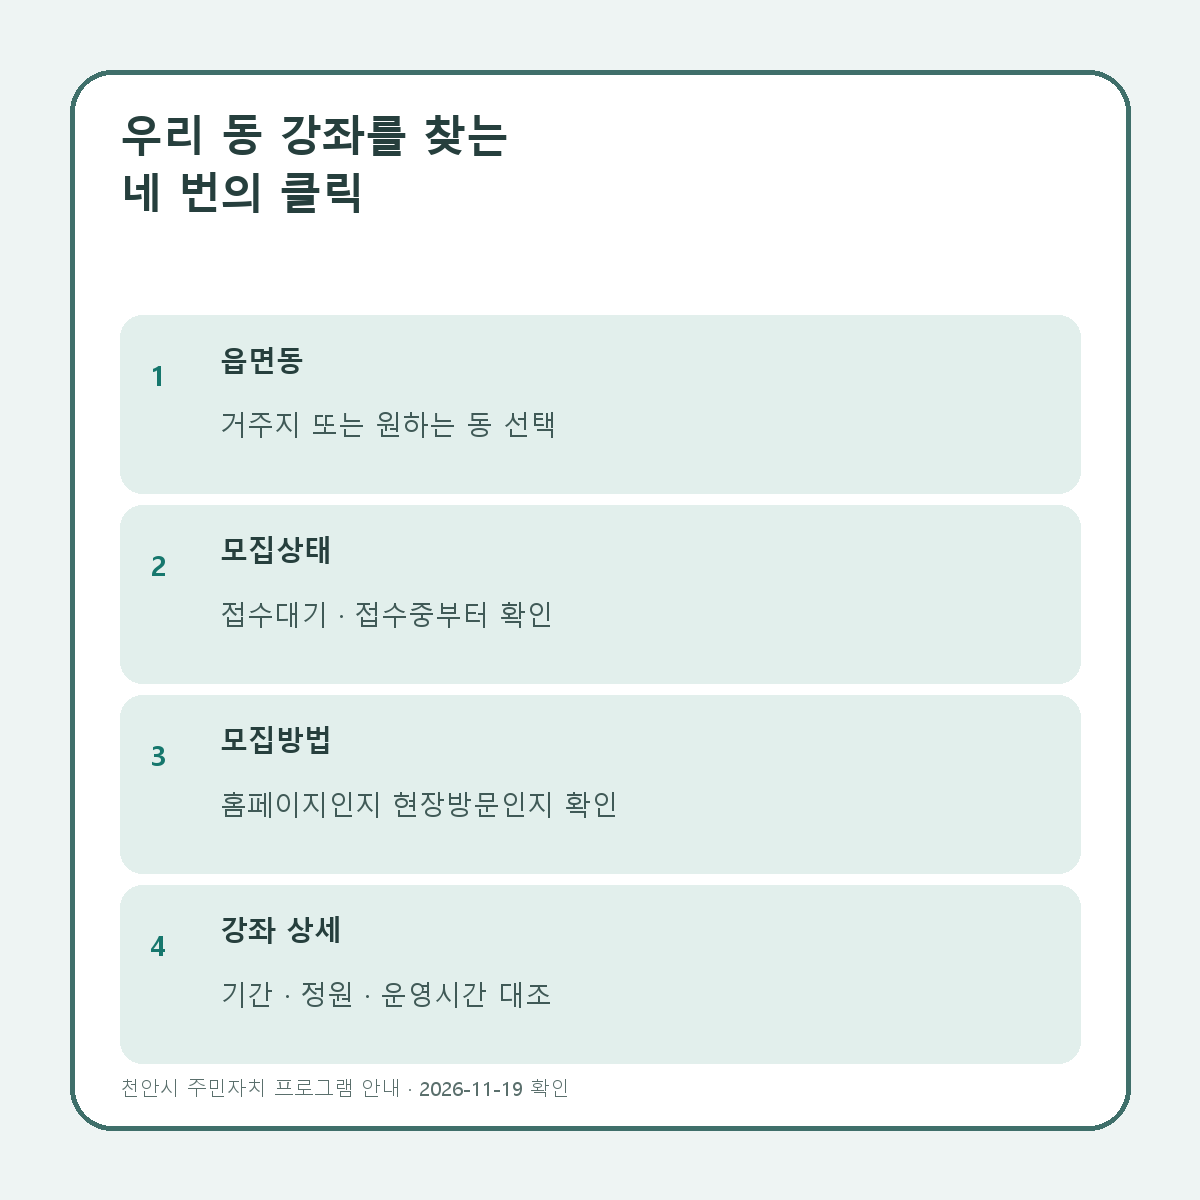 우리 동 강좌를 찾는
네 번의 클릭
1
읍면동
거주지 또는 원하는 동 선택
2
모집상태
접수대기 · 접수중부터 확인
3
모집방법
홈페이지인지 현장방문인지 확인
4
강좌 상세
기간 · 정원 · 운영시간 대조
천안시 주민자치 프로그램 안내 · 2026-11-19 확인